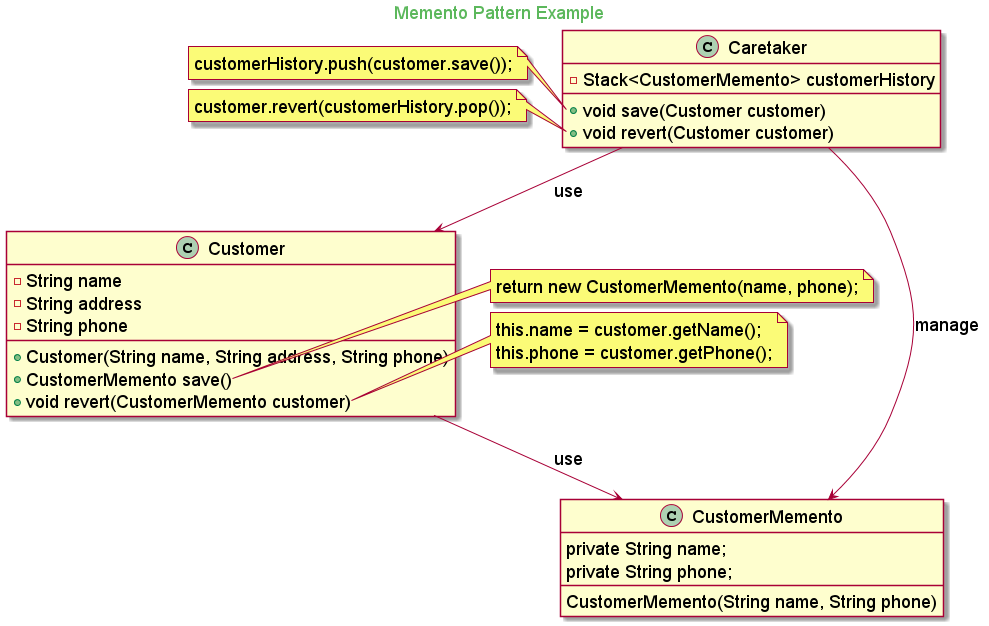 Memento Pattern Example
customerHistory.push(customer.save());
customer.revert(customerHistory.pop());
C Caretaker
Stack<CustomerMemento> customerHistory
void save(Customer customer)
void revert(Customer customer)
use
manage
C Customer
String name
String address
String phone
Customer(String name, String address, String phone)
CustomerMemento save()
void revert(CustomerMemento customer)
return new CustomerMemento(name, phone);
this.name = customer.getName();
this.phone = customer.getPhone();
use
C CustomerMemento
private String name;
private String phone;
CustomerMemento(String name, String phone)